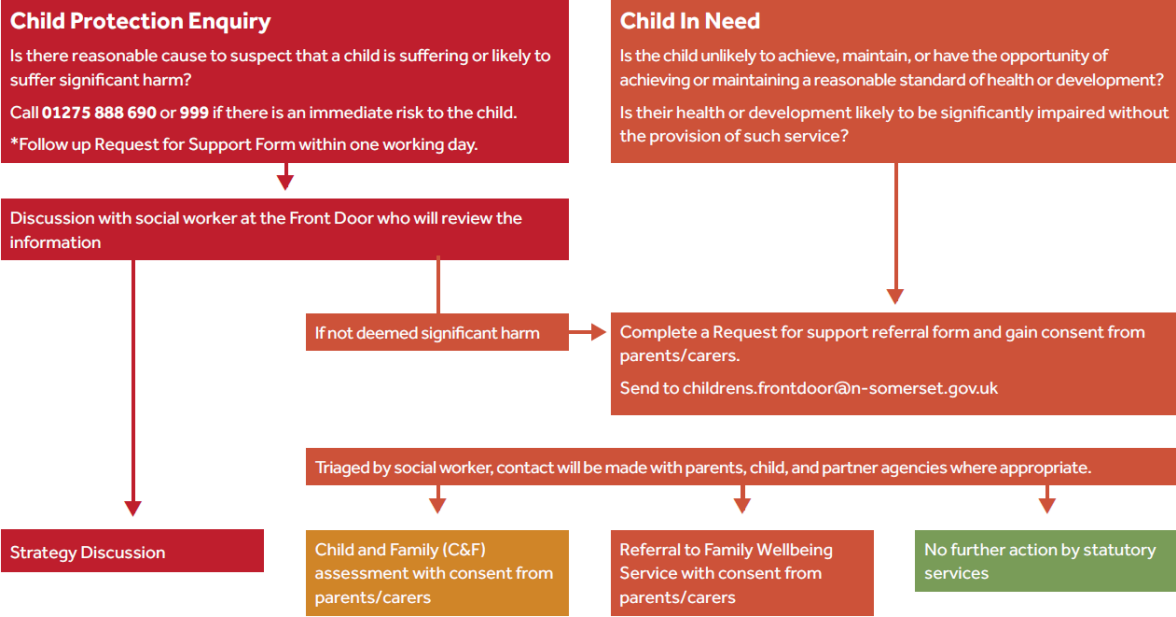 Child Protection Enquiry
Is there reasonable cause to suspect that a child is suffering or likely to
suffer significant harm?
Call 01275 888 690 or 999 if there is an immediate risk to the child.
*Follow up Request for Support Form within one working day.
Child In Need
Is the child unlikely to achieve, maintain, or have the opportunity of
achieving or maintaining a reasonable standard of health or development?
Is their health or development likely to be significantly impaired without
the provision of such service?
Discussion with social worker at the Front Door who will review the
information
If not deemed significant harm
Complete a Request for support referral form and gain consent from
parents/carers.
Send to childrens.frontdoor@n-somerset.gov.uk
Triaged by social worker, contact will be made with parents, child, and partner agencies where appropriate.
Strategy Discussion
Child and Family (C&F)
assessment with consent from
parents/carers
Referral to Family Wellbeing
Service with consent from
parents/carers
No further action by statutory
services